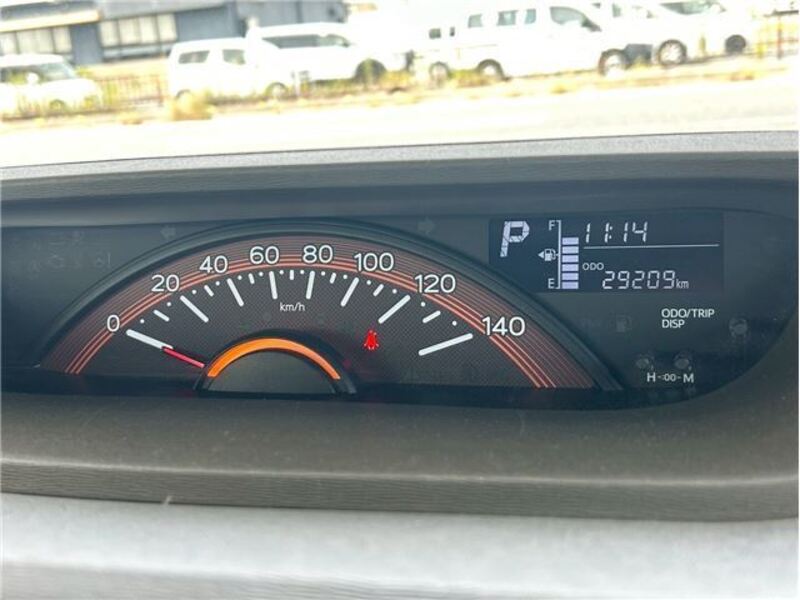 0 20 40 60 80 100 120 140
km/h
P
F 11:14
ODO
E 29209km
ODO/TRIP
DISP
H-:00-M